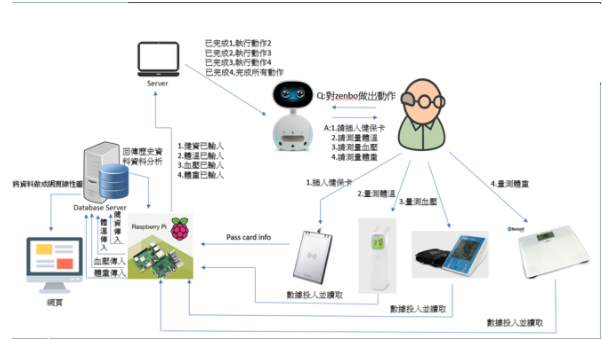 已完成1,執行動作2
已完成2,執行動作3
已完成3,執行動作4
已完成4,完成所有動作
Server
Q:對zenbo做出動作
A:1.請插入健保卡
2.請測量體溫
3.請測量血壓
4.請測量體重
1.健資已輸入
2.體溫已輸入
3.血壓已輸入
4.體重已輸入
回傳歷史資
料資料分析
將資料做成網頁線性圖
Database Server
健資傳入
體溫傳入
血壓傳入
體重傳入
Raspberry Pi
Pass card info
1.插入健保卡
2.量測體溫
3.量測血壓
4.測量體重
Bluetooth
網頁
數據投入並讀取
數據投入並讀取
數據投入並讀取